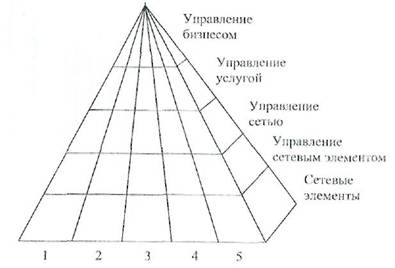 Управление
бизнесом
Управление
услугой
Управление
сетью
Управление
сетевым элементом
Сетевые
элементы
1 2 3 4 5